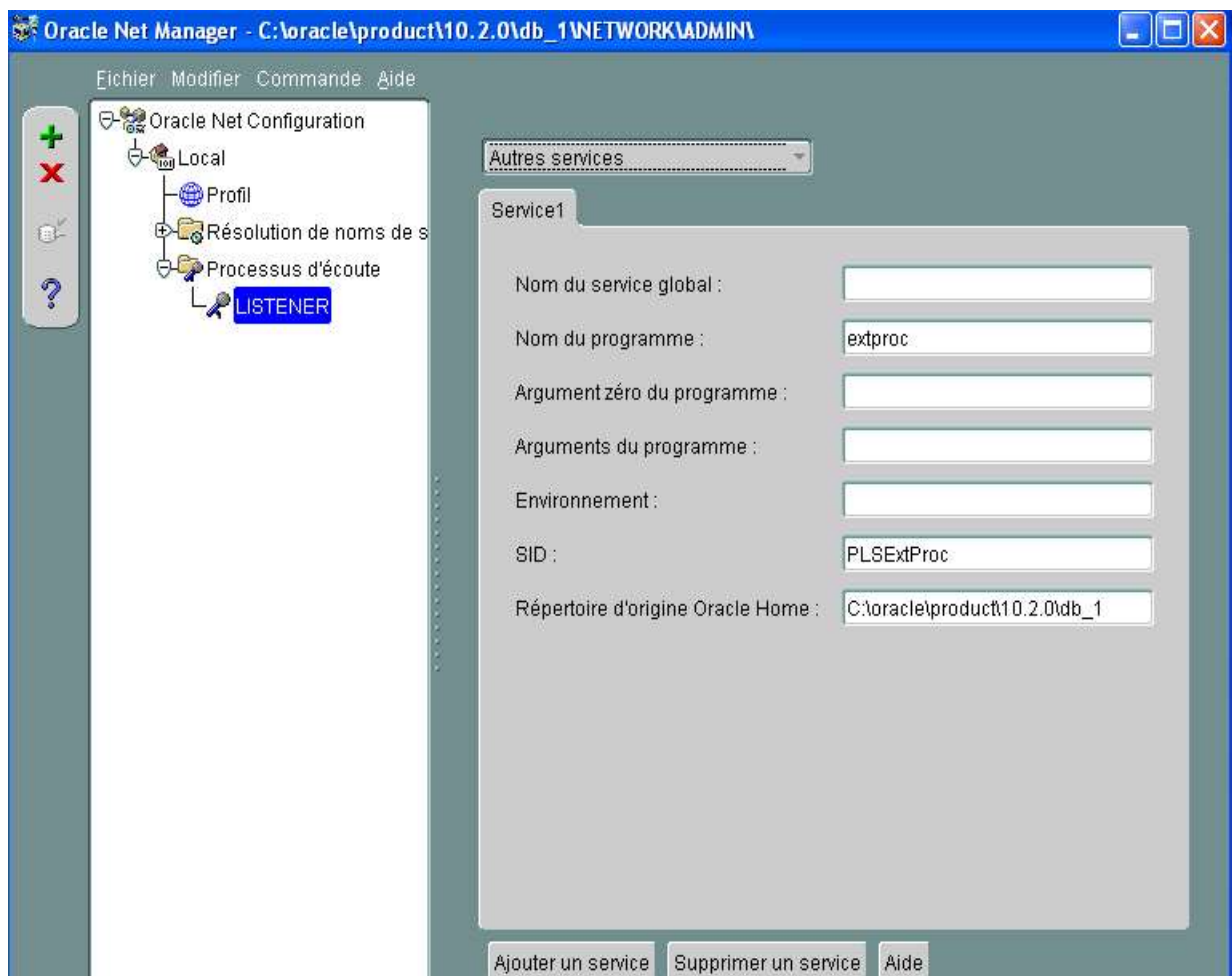 Oracle Net Manager - C:\oracle\product\10.2.0\db_1\NETWORK\ADMIN\
Fichier Modifier Commande Aide
Oracle Net Configuration
Local
Profil
Résolution de noms de s
Processus d'écoute
LISTENER
Autres services
Service1
Nom du service global :
Nom du programme : extproc
Argument zéro du programme :
Arguments du programme :
Environnement :
SID : PLSExtProc
Répertoire d'origine Oracle Home : C:\oracle\product\10.2.0\db_1
Ajouter un service Supprimer un service Aide